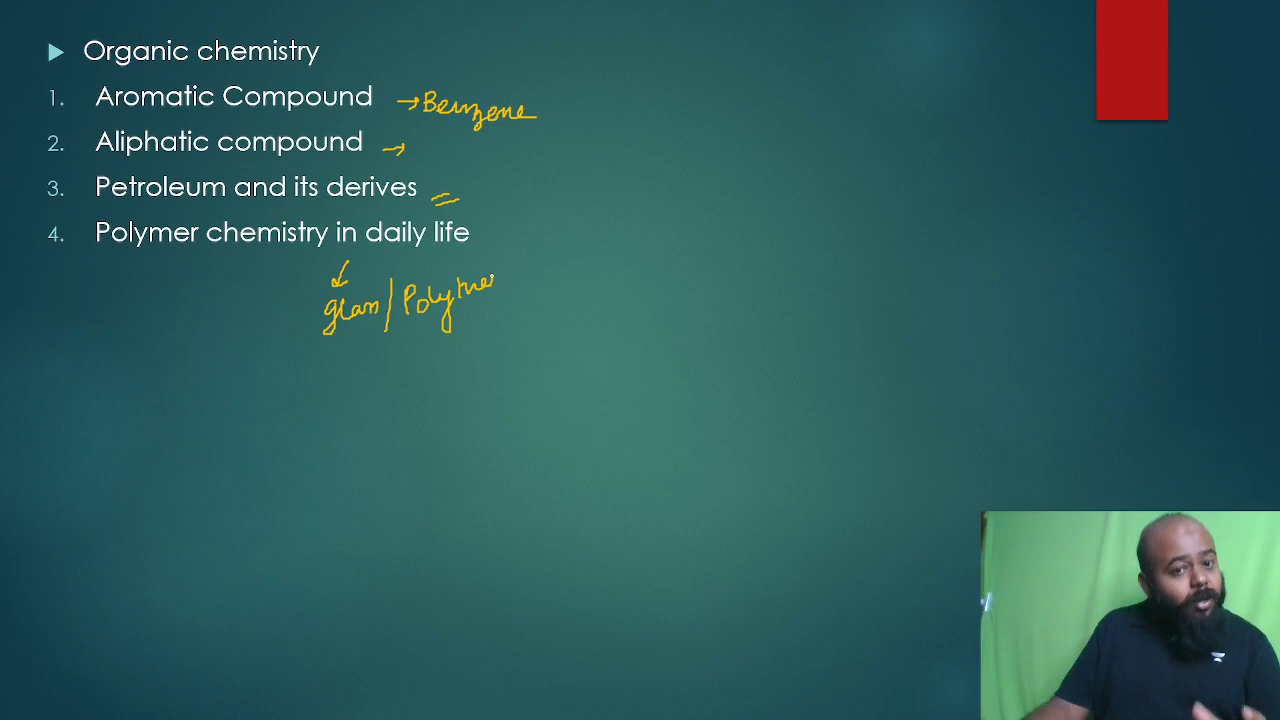 Organic chemistry
1. Aromatic Compound → Benzene
2. Aliphatic compound →
3. Petroleum and its derives
4. Polymer chemistry in daily life
/ Polymer